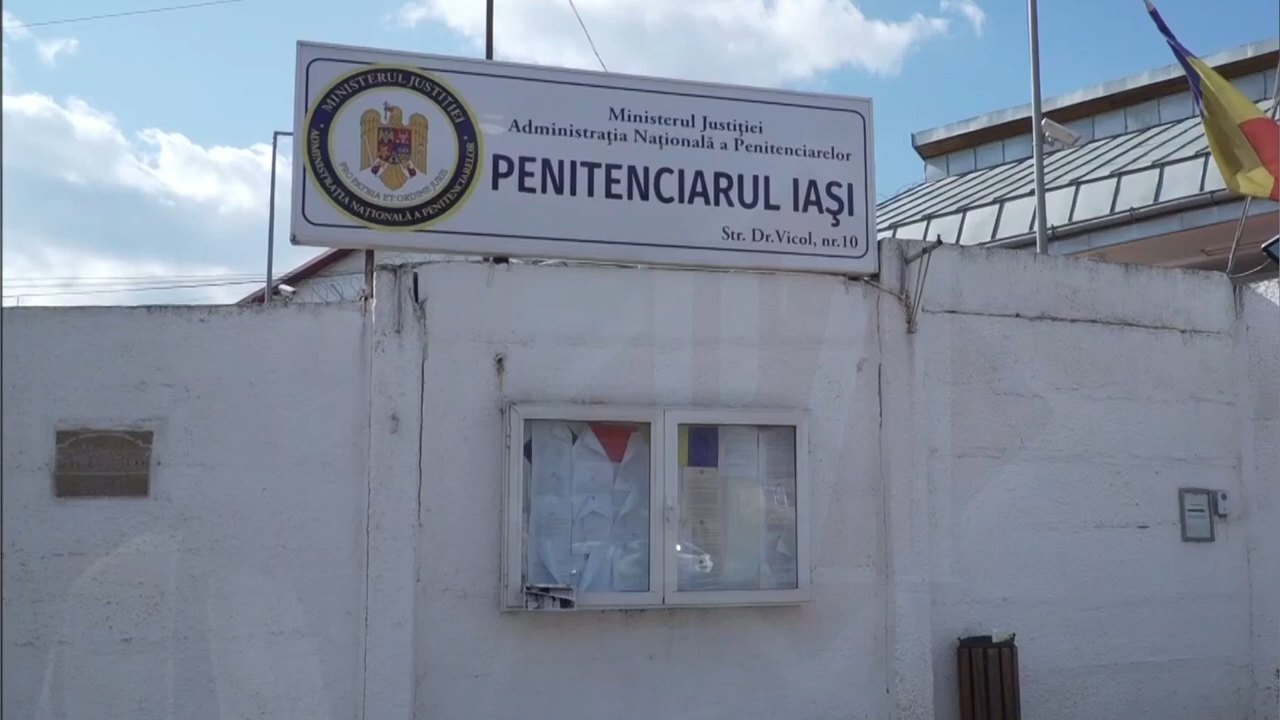 MINISTERUL JUSTIŢIEI
ADMINISTRAŢIA NAŢIONALĂ A PENITENCIARELOR
PRO PATRIA ET ORDINE JURIS
Ministerul Justiţiei
Administraţia Naţională a Penitenciarelor
PENITENCIARUL IAŞI
Str. Dr.Vicol, nr.10